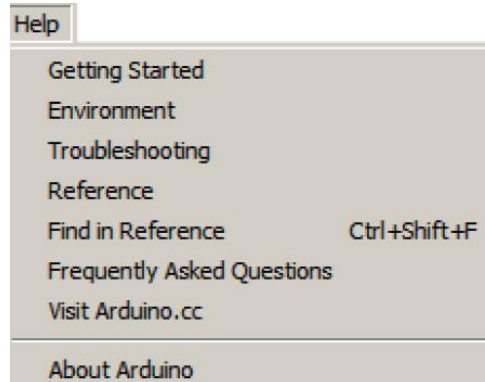 Help
Getting Started
Environment
Troubleshooting
Reference
Find in Reference Ctrl+Shift+F
Frequently Asked Questions
Visit Arduino.cc
About Arduino